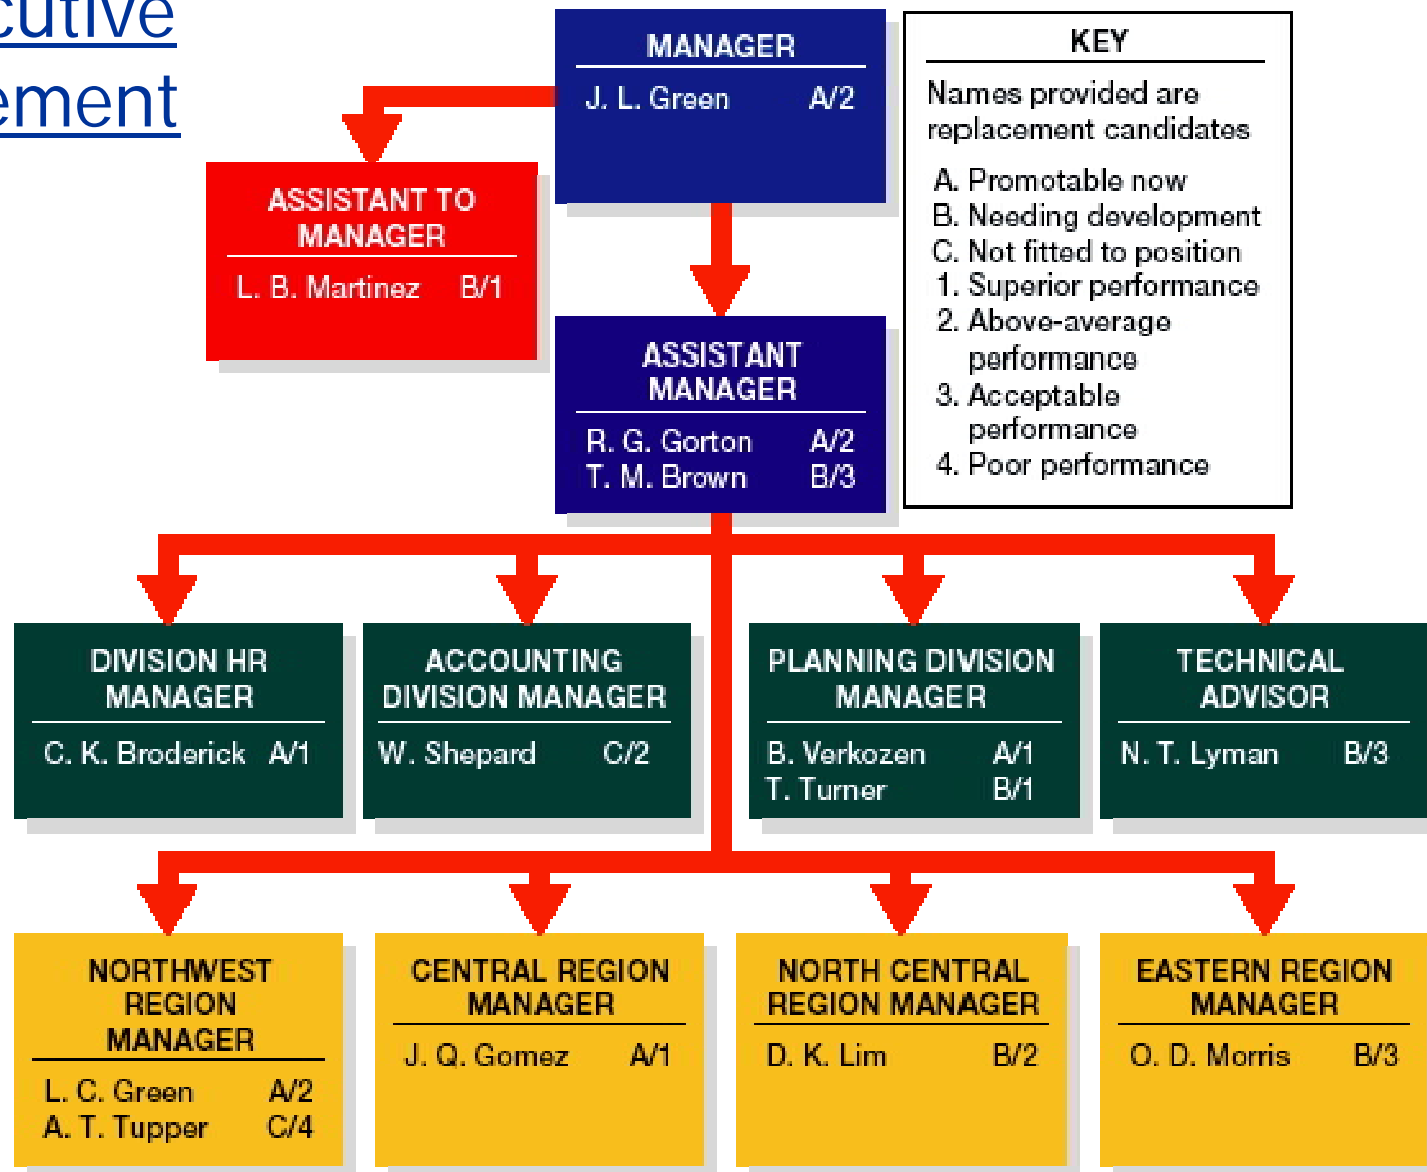 cutive
ement
MANAGER
J. L. Green A/2
KEY
Names provided are
replacement candidates
A. Promotable now
B. Needing development
C. Not fitted to position
1. Superior performance
2. Above-average
performance
3. Acceptable
performance
4. Poor performance
ASSISTANT TO
MANAGER
L. B. Martinez B/1
ASSISTANT
MANAGER
R. G. Gorton A/2
T. M. Brown B/3
DIVISION HR
MANAGER
C. K. Broderick A/1
ACCOUNTING
DIVISION MANAGER
W. Shepard C/2
PLANNING DIVISION
MANAGER
B. Verkozen A/1
T. Turner B/1
TECHNICAL
ADVISOR
N. T. Lyman B/3
NORTHWEST
REGION
MANAGER
L. C. Green A/2
A. T. Tupper C/4
CENTRAL REGION
MANAGER
J. Q. Gomez A/1
NORTH CENTRAL
REGION MANAGER
D. K. Lim B/2
EASTERN REGION
MANAGER
O. D. Morris B/3